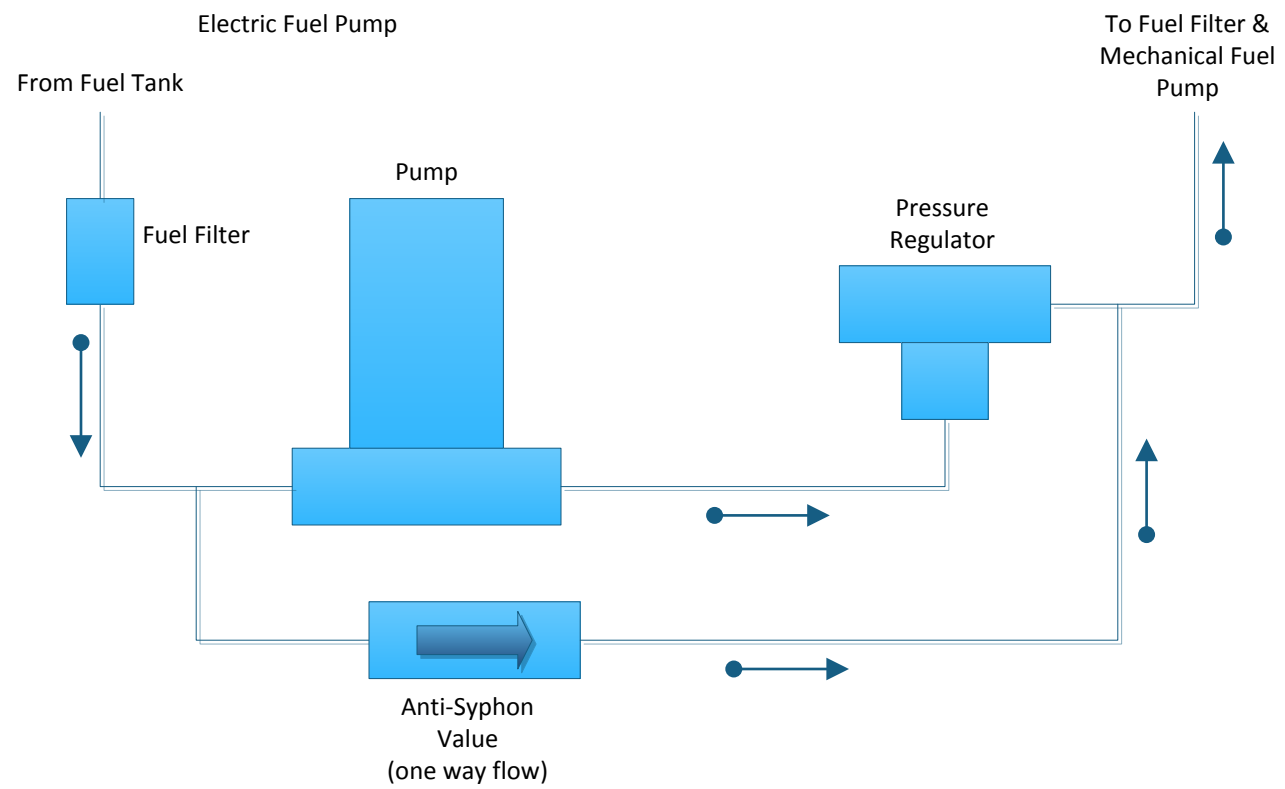 Electric Fuel Pump
To Fuel Filter &
Mechanical Fuel
Pump
From Fuel Tank
Pump
Fuel Filter
Pressure
Regulator
Anti-Syphon
Value
(one way flow)